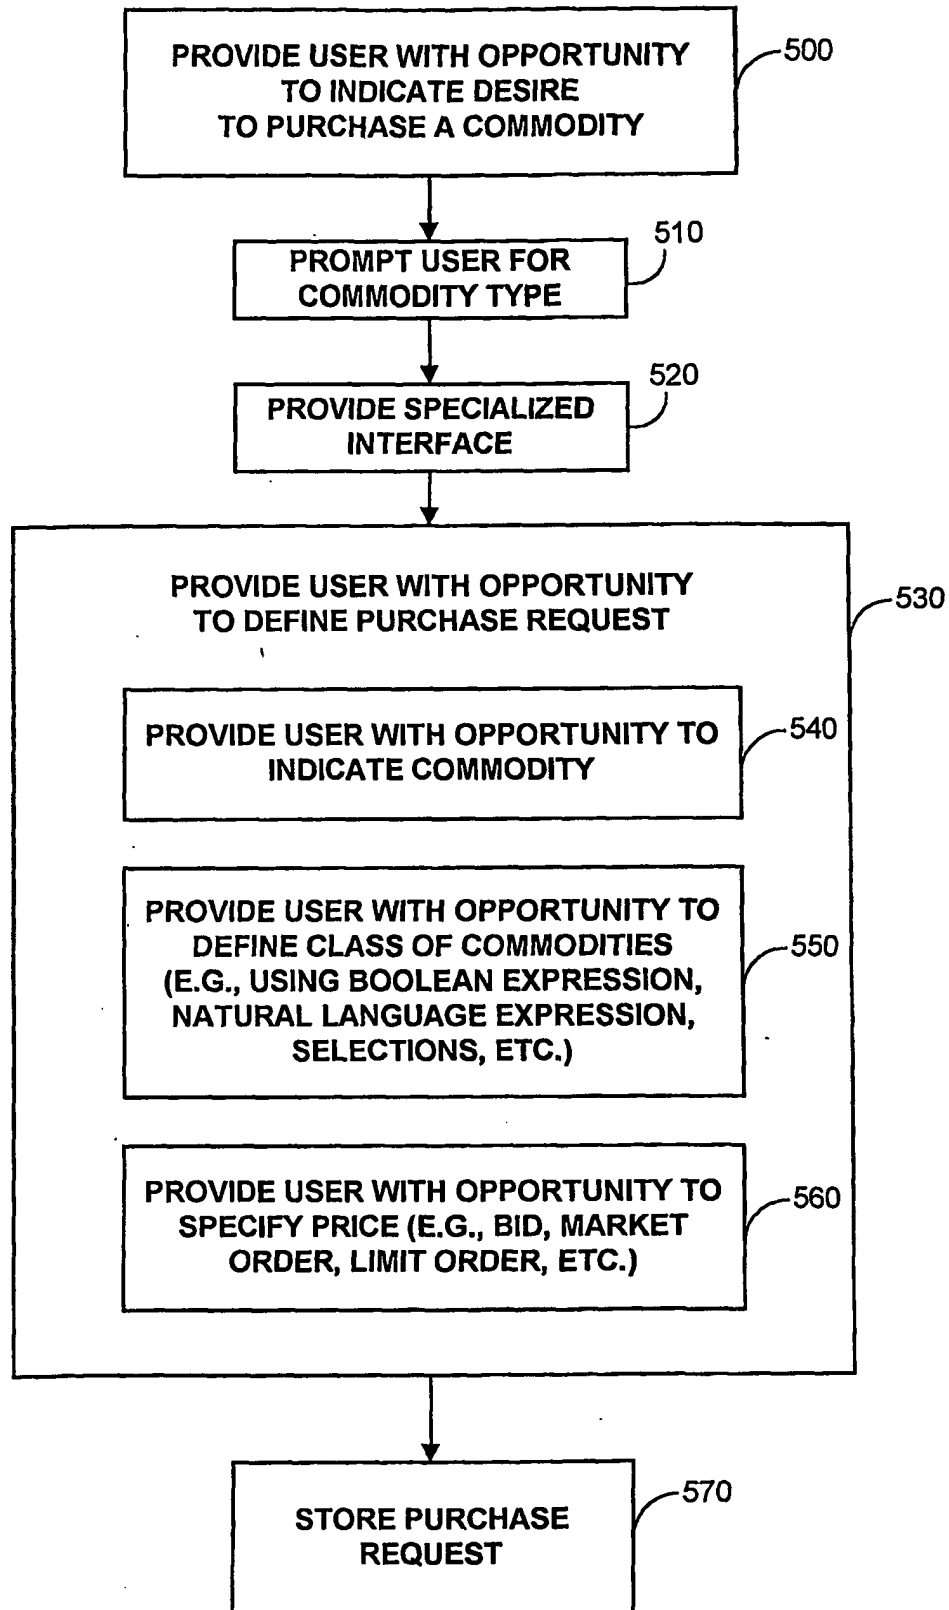 PROVIDE USER WITH OPPORTUNITY
TO INDICATE DESIRE
TO PURCHASE A COMMODITY
500
PROMPT USER FOR
COMMODITY TYPE
510
PROVIDE SPECIALIZED
INTERFACE
520
PROVIDE USER WITH OPPORTUNITY
TO DEFINE PURCHASE REQUEST
530
PROVIDE USER WITH OPPORTUNITY TO
INDICATE COMMODITY
540
PROVIDE USER WITH OPPORTUNITY TO
DEFINE CLASS OF COMMODITIES
(E.G., USING BOOLEAN EXPRESSION,
NATURAL LANGUAGE EXPRESSION,
SELECTIONS, ETC.)
550
PROVIDE USER WITH OPPORTUNITY TO
SPECIFY PRICE (E.G., BID, MARKET
ORDER, LIMIT ORDER, ETC.)
560
STORE PURCHASE
REQUEST
570